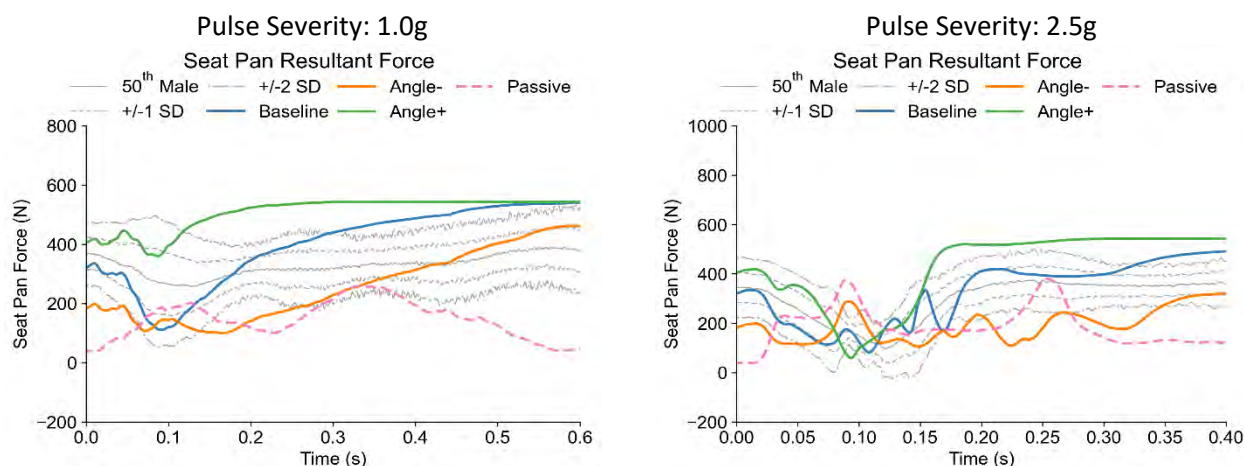 Pulse Severity: 1.0g
Seat Pan Resultant Force
50th Male +/-2 SD Angle- Passive
+/-1 SD Baseline Angle+
800
600
400
200
0
−200
Seat Pan Force (N)
0.0 0.1 0.2 0.3 0.4 0.5 0.6
Time (s)
Pulse Severity: 2.5g
Seat Pan Resultant Force
50th Male +/-2 SD Angle- Passive
+/-1 SD Baseline Angle+
1000
800
600
400
200
0
−200
Seat Pan Force (N)
0.00 0.05 0.10 0.15 0.20 0.25 0.30 0.35 0.40
Time (s)